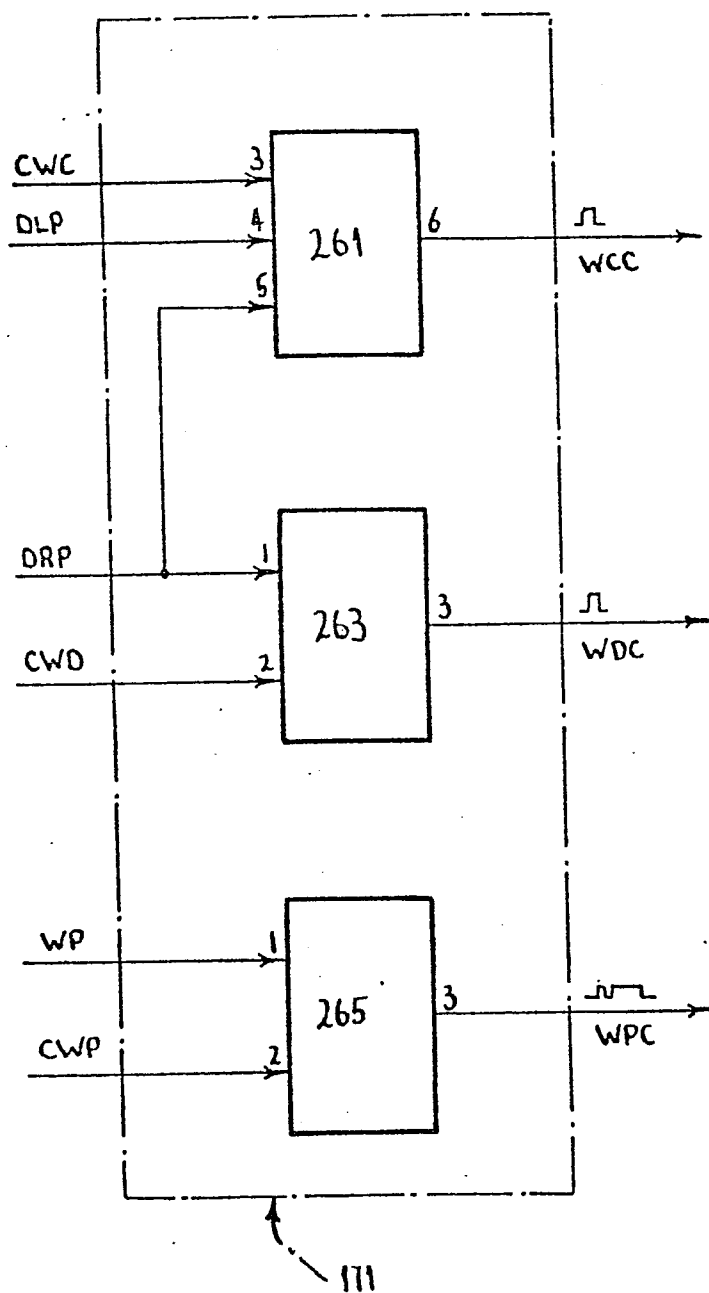 CWC 3
DLP 4 261 6
WCC
5
DRP 1
263 3
WDC
CWD 2
WP 1
265 3
WPC
CWP 2
171